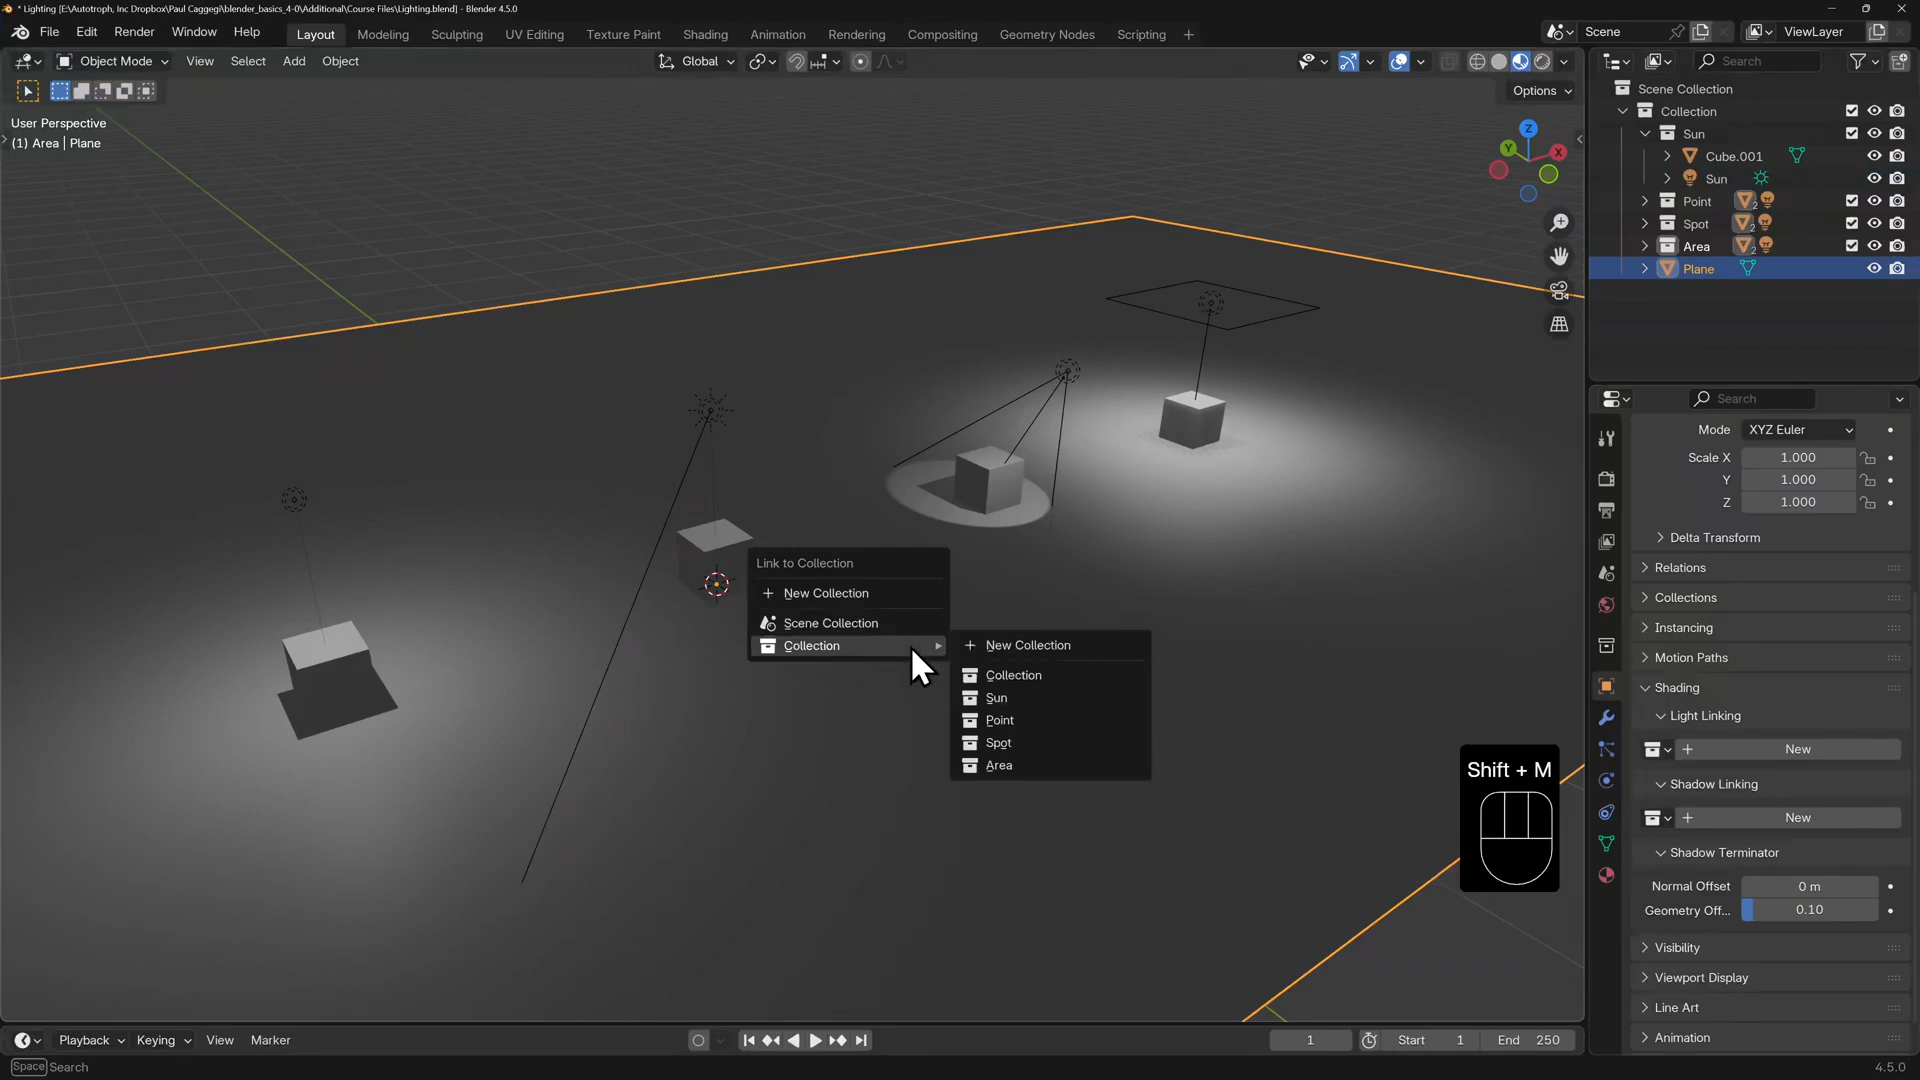 * Lighting [E:\Autotroph, Inc Dropbox\Paul Caggegi\blender_basics_4-0\Additional\Course Files\Lighting.blend] - Blender 4.5.0
File Edit Render Window Help
Layout Modeling Sculpting UV Editing Texture Paint Shading Animation Rendering Compositing Geometry Nodes Scripting +
Scene
ViewLayer
Object Mode View Select Add Object
Global
Options
User Perspective
(1) Area | Plane
Z
Y
X
Search
Scene Collection
Collection
Sun
Cube.001
Sun
Point 2
Spot 2
Area 2
Plane
Link to Collection
+ New Collection
Scene Collection
Collection
+ New Collection
Collection
Sun
Point
Spot
Area
Shift + M
Search
Mode XYZ Euler
Scale X 1.000
Y 1.000
Z 1.000
Delta Transform
Relations
Collections
Instancing
Motion Paths
Shading
Light Linking
+ New
Shadow Linking
+ New
Shadow Terminator
Normal Offset 0 m
Geometry Off... 0.10
Visibility
Viewport Display
Line Art
Animation
Playback Keying View Marker
1
Start 1
End 250
Space Search
4.5.0